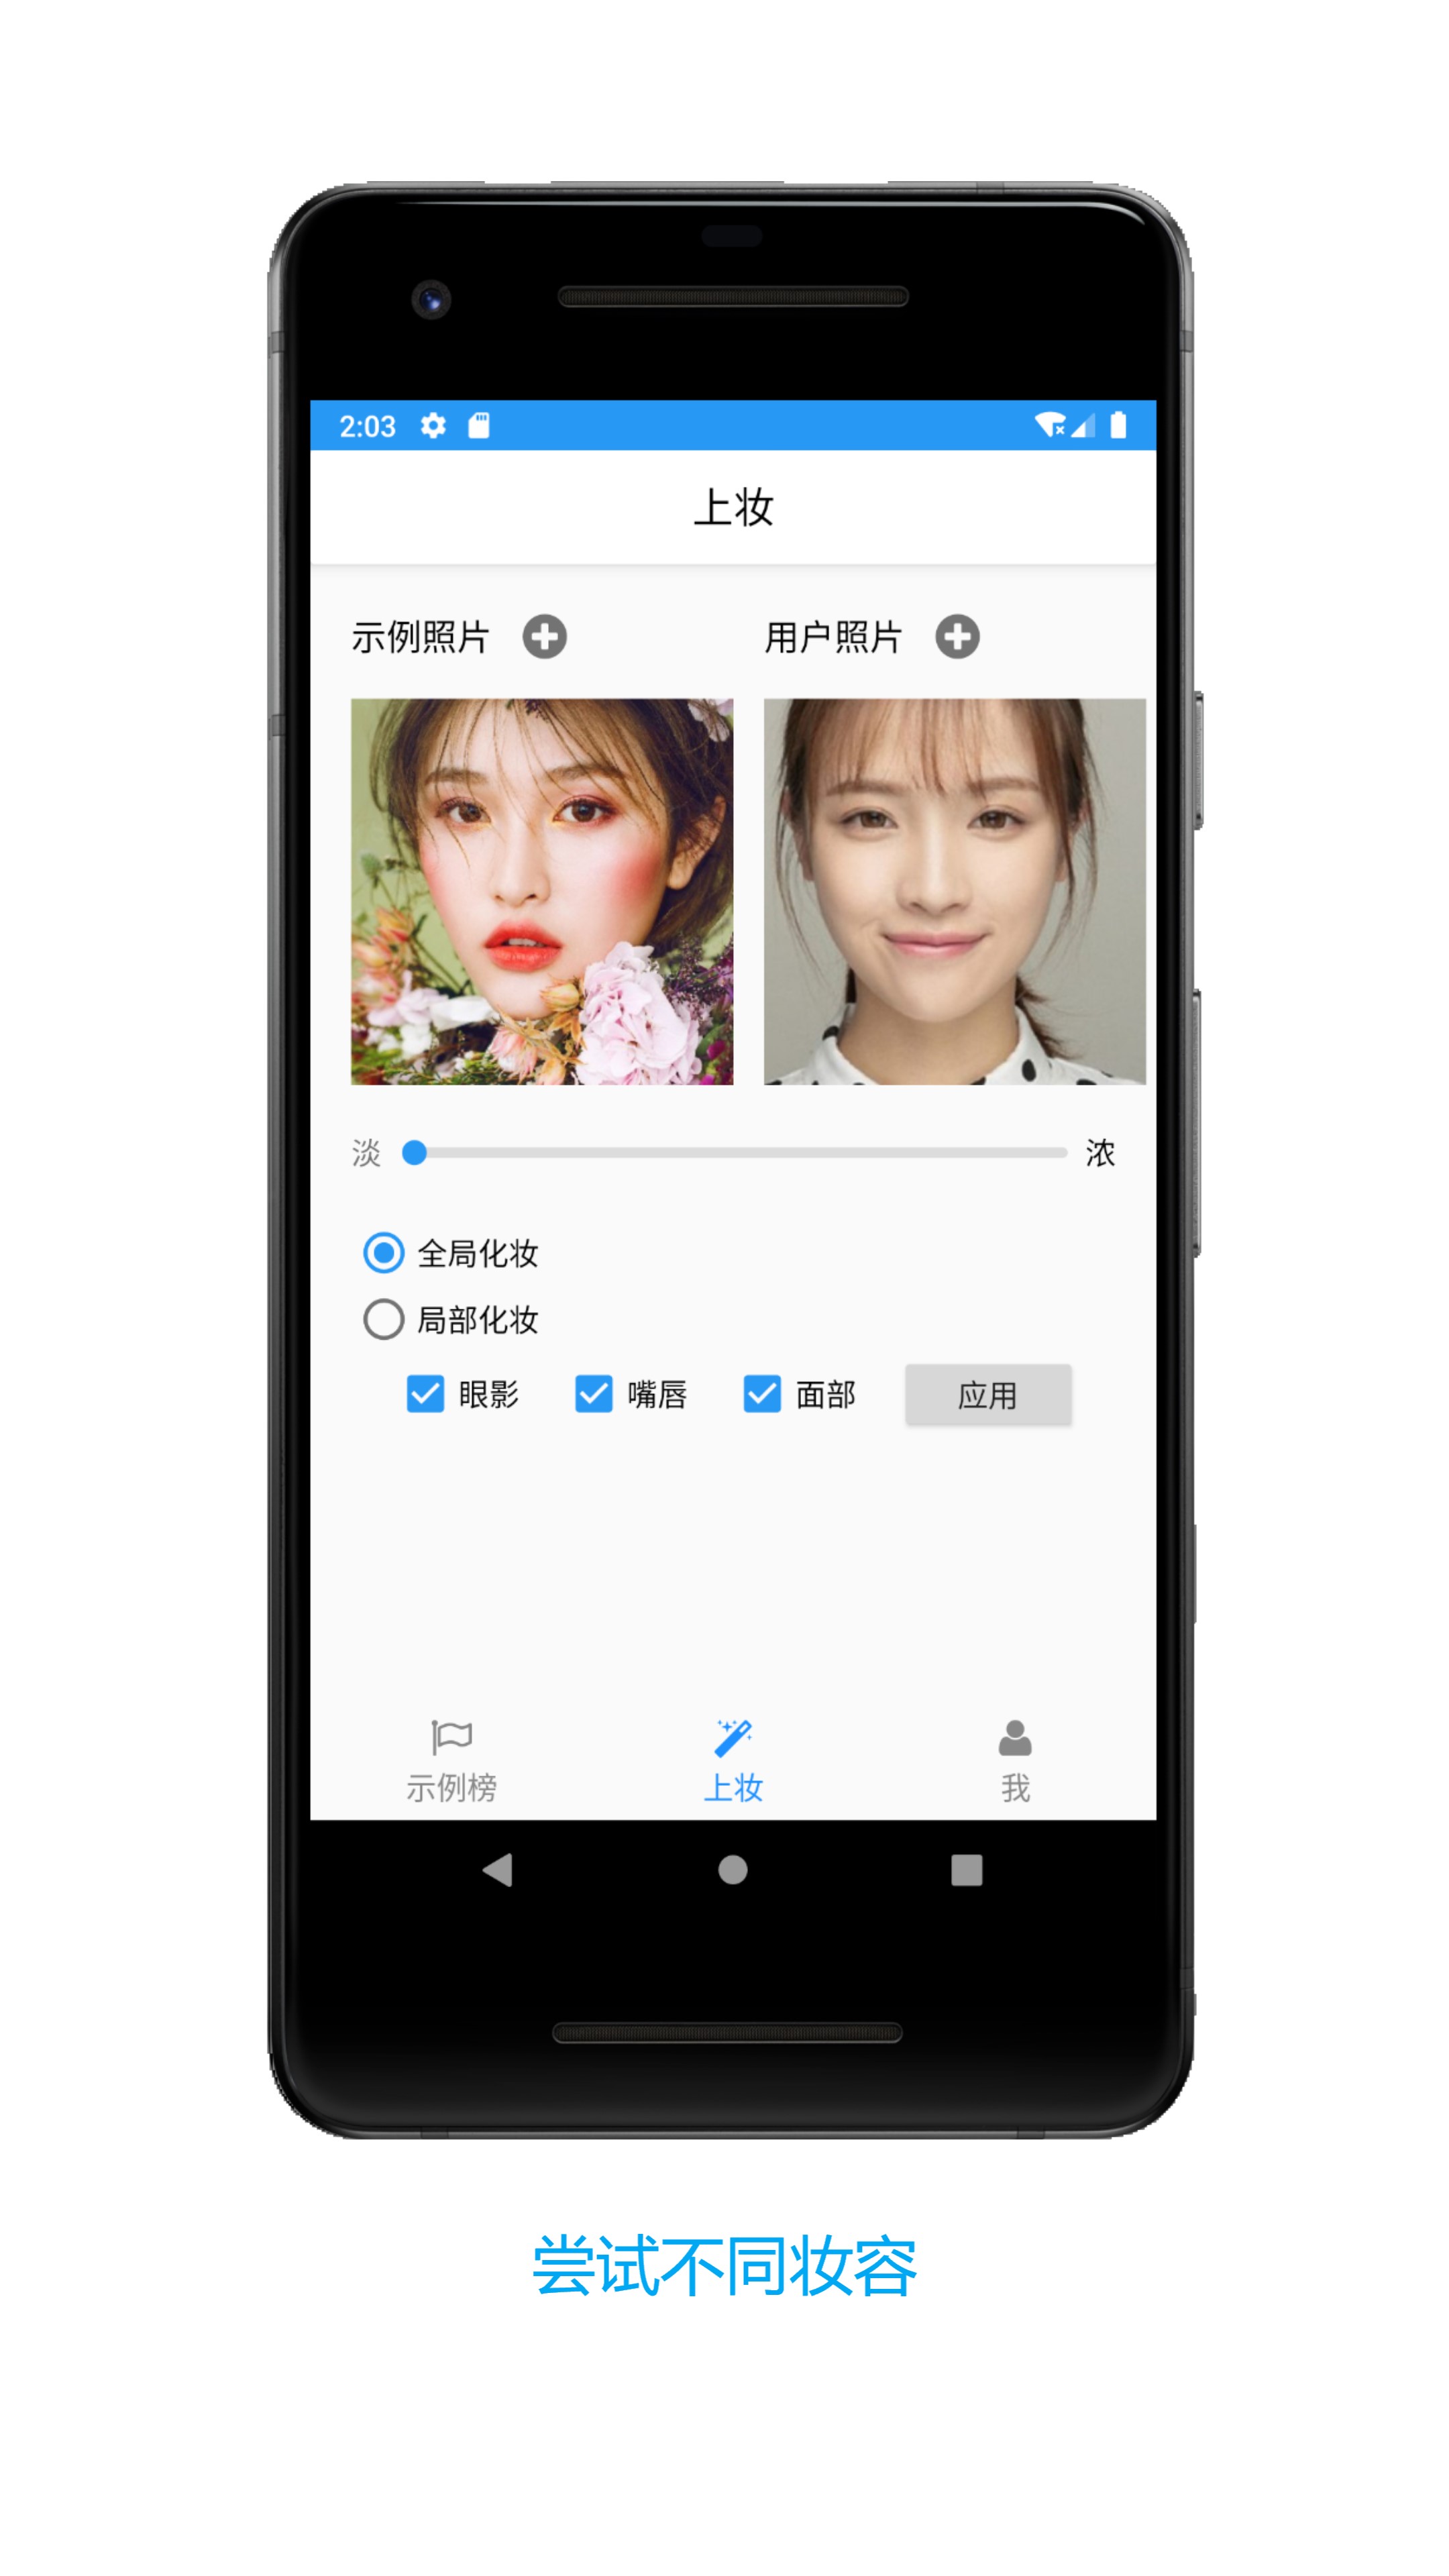 2:03
上妆
示例照片 用户照片
淡 浓
全局化妆
局部化妆
眼影 嘴唇 面部 应用
示例榜 上妆 我
尝试不同妆容